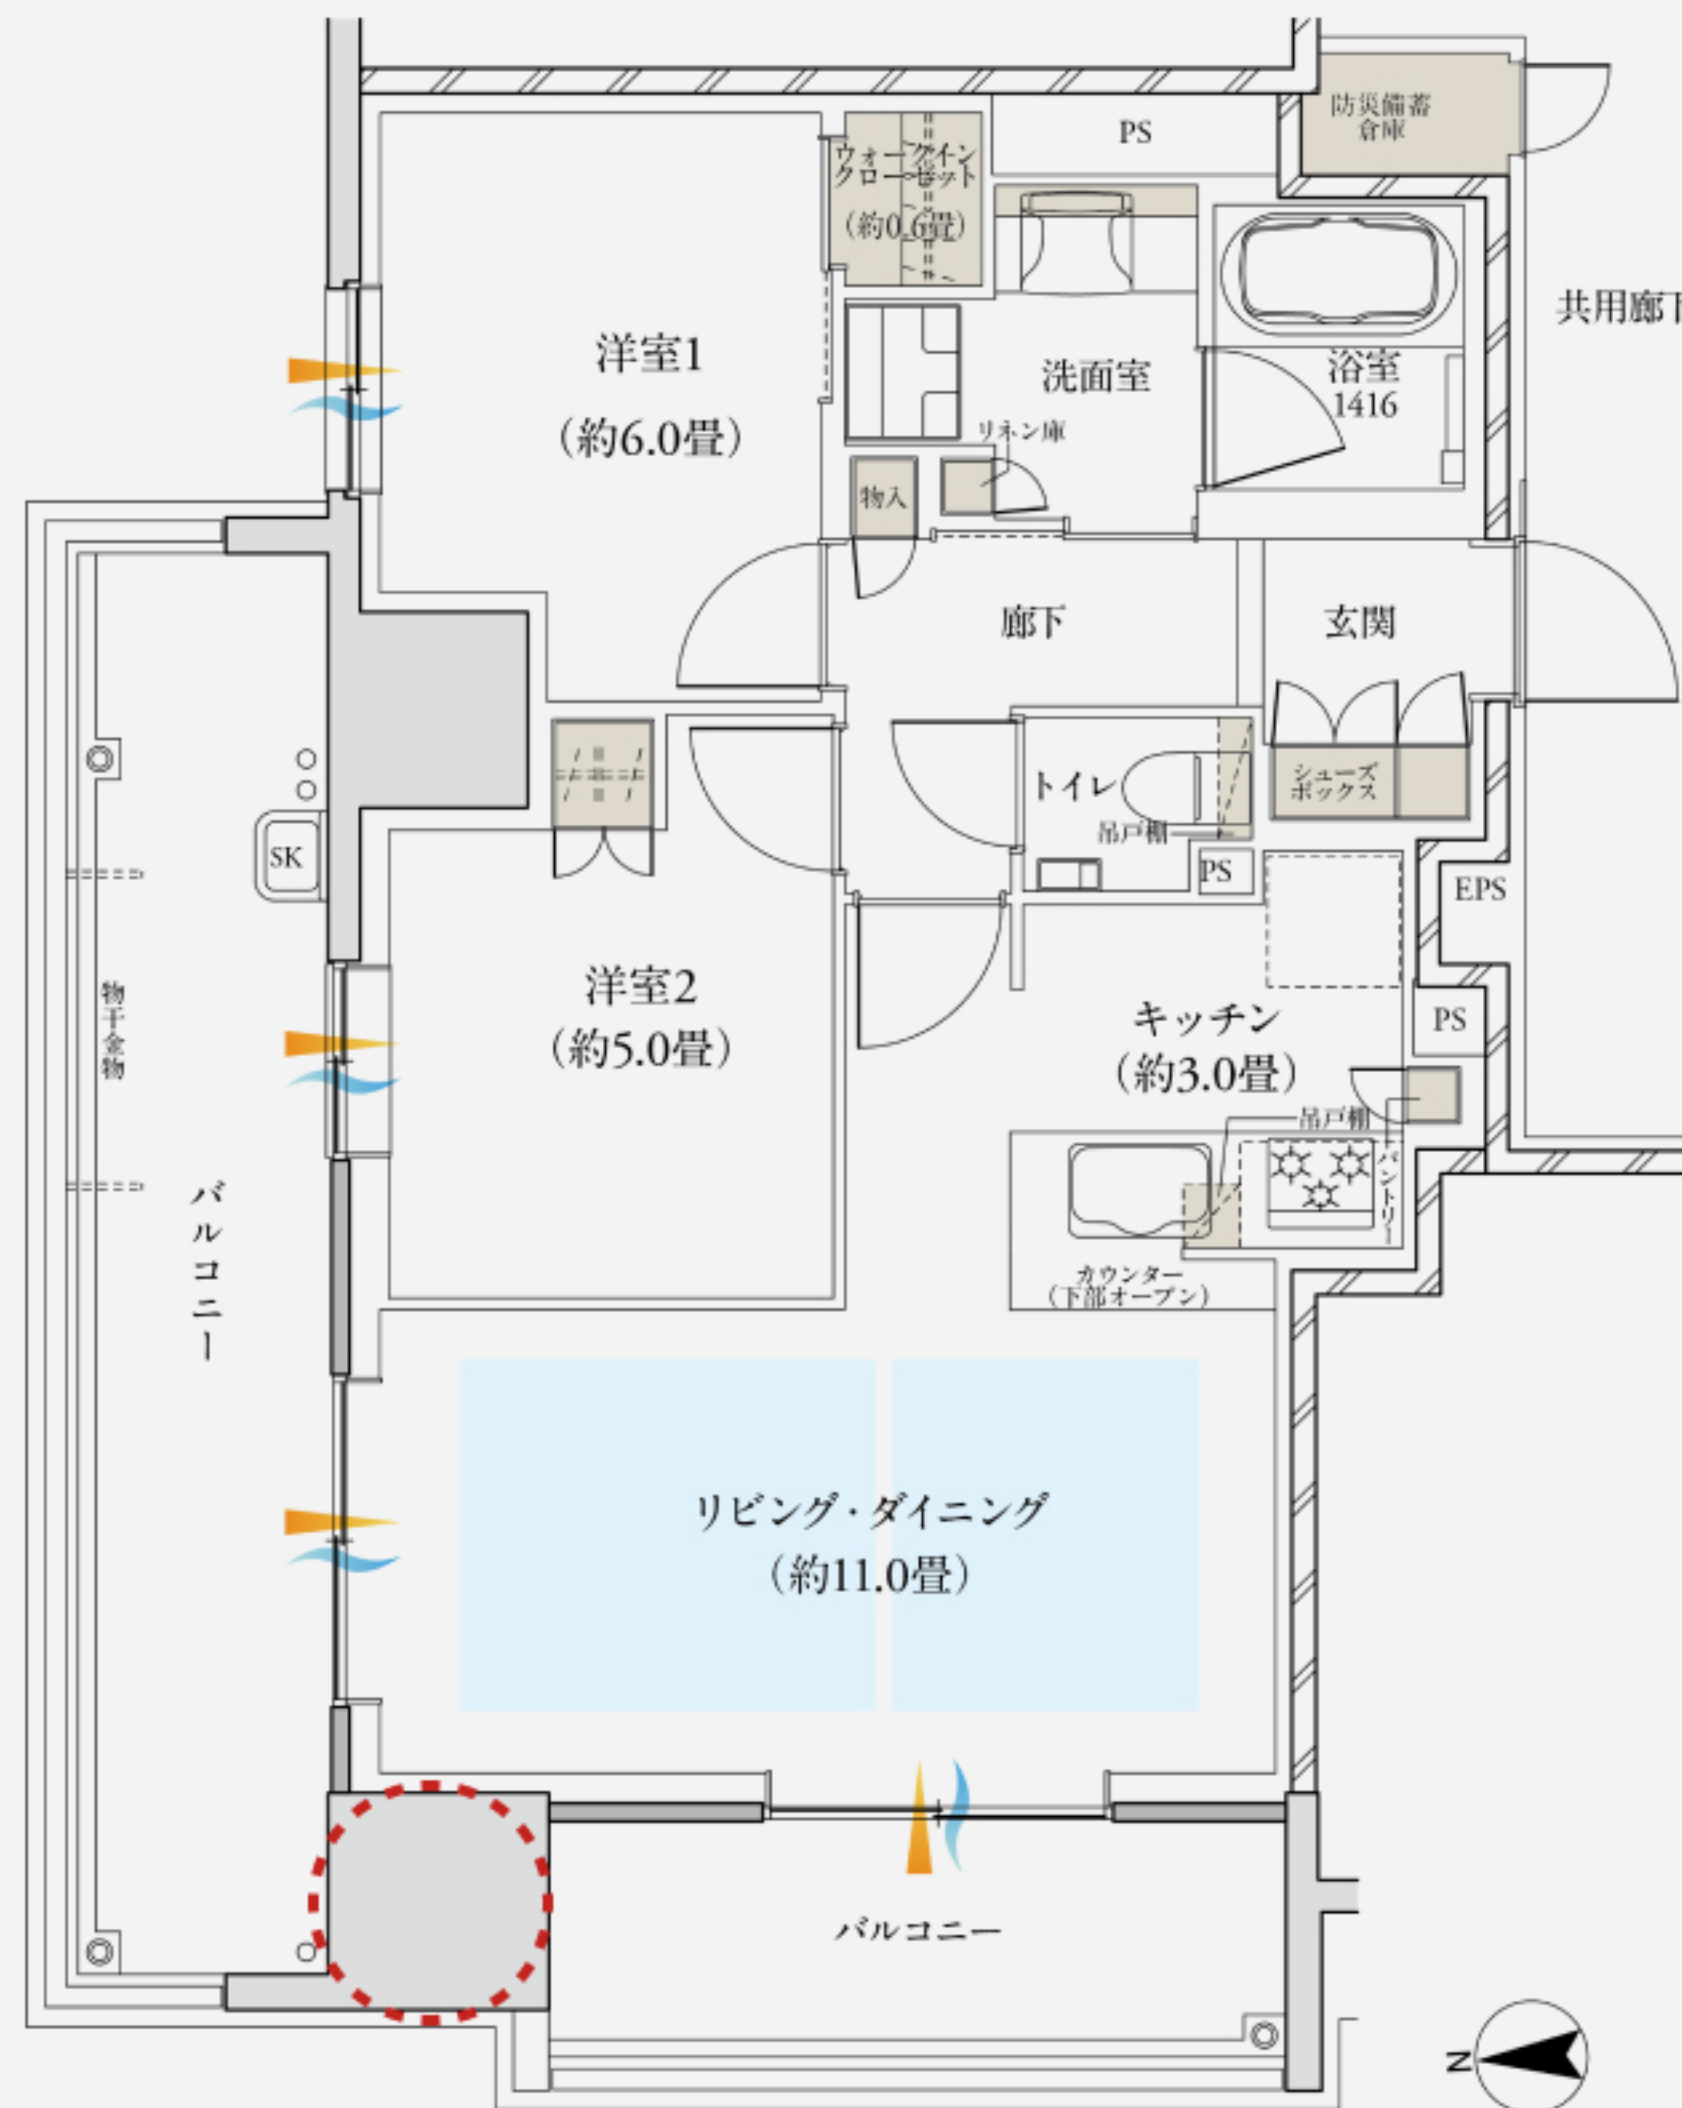 防災備蓄
倉庫
PS
ウォークイン
クローゼット
(約0.6畳)
共用廊下
洋室1
(約6.0畳)
洗面室
浴室
1416
リネン庫
物入
廊下
玄関
トイレ
吊戸棚
シューズ
ボックス
PS
EPS
SK
洋室2
(約5.0畳)
キッチン
(約3.0畳)
PS
吊戸棚
パントリー
物干金物
バルコニー
カウンター
(下部オープン)
リビング・ダイニング
(約11.0畳)
バルコニー
N